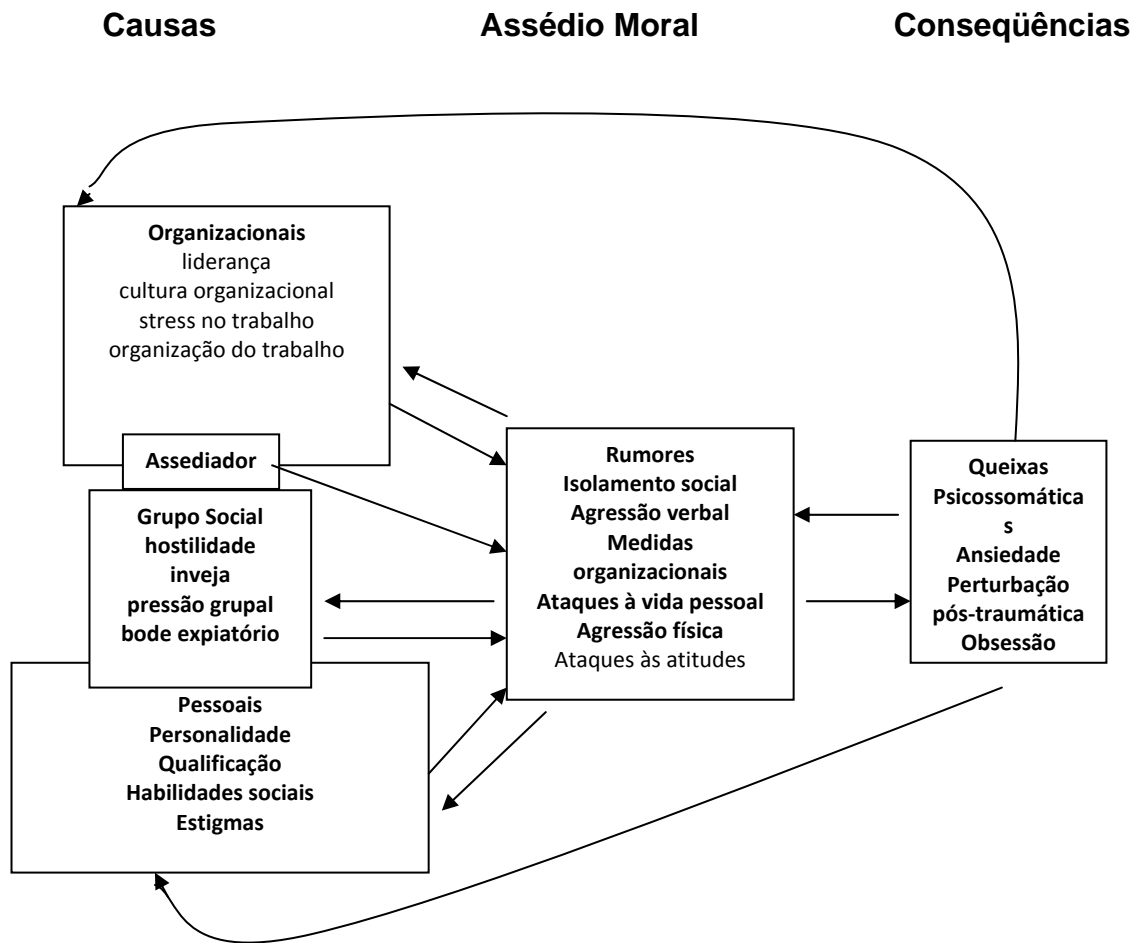 Causas
Assédio Moral
Conseqüências
Organizacionais
liderança
cultura organizacional
stress no trabalho
organização do trabalho
Assediador
Grupo Social
hostilidade
inveja
pressão grupal
bode expiatório
Pessoais
Personalidade
Qualificação
Habilidades sociais
Estigmas
Rumores
Isolamento social
Agressão verbal
Medidas
organizacionais
Ataques à vida pessoal
Agressão física
Ataques às atitudes
Queixas
Psicossomática
s
Ansiedade
Perturbação
pós-traumática
Obsessão